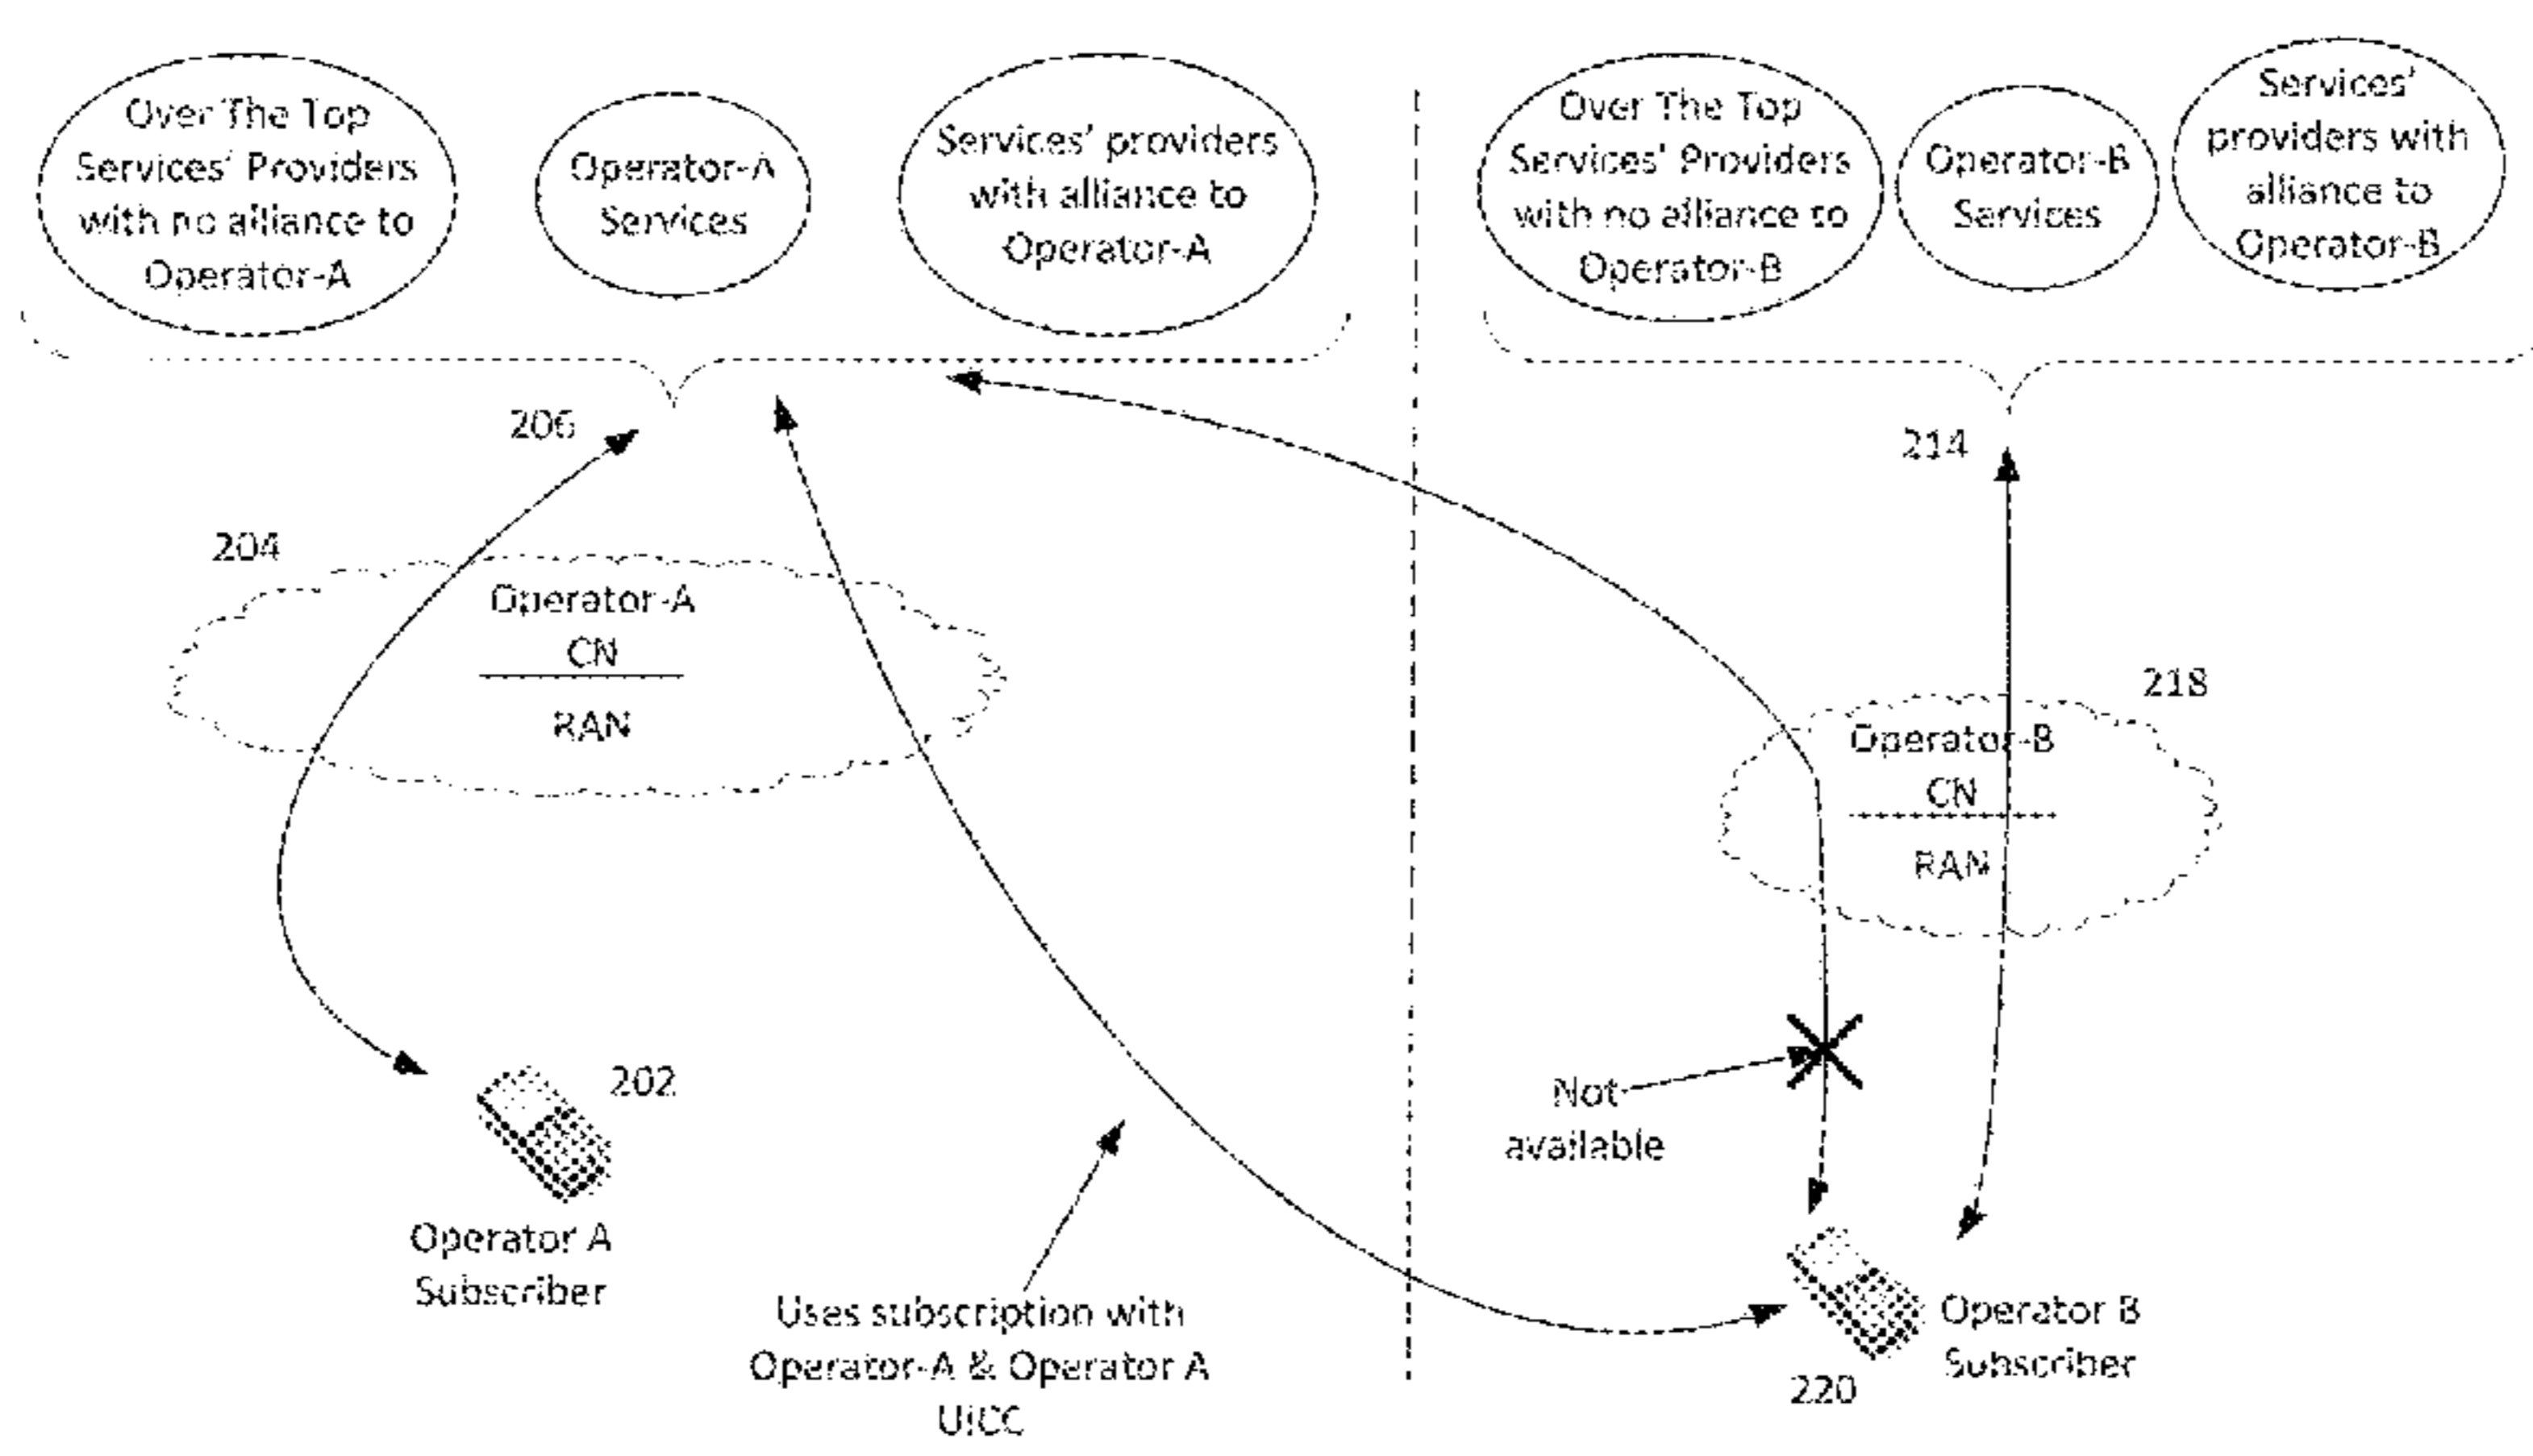 Over The Top
Services' Providers
with no alliance to
Operator-A
Operator-A
Services
Services' providers
with alliance to
Operator-A
Over The Top
Services' Providers
with no alliance to
Operator-B
Operator-B
Services
Services'
providers with
alliance to
Operator-B
206
214
204
Operator-A
CN
RAN
218
Operator-B
CN
RAN
202
Operator A
Subscriber
Not
available
Uses subscription with
Operator-A & Operator A
UICC
Operator B
Subscriber
220